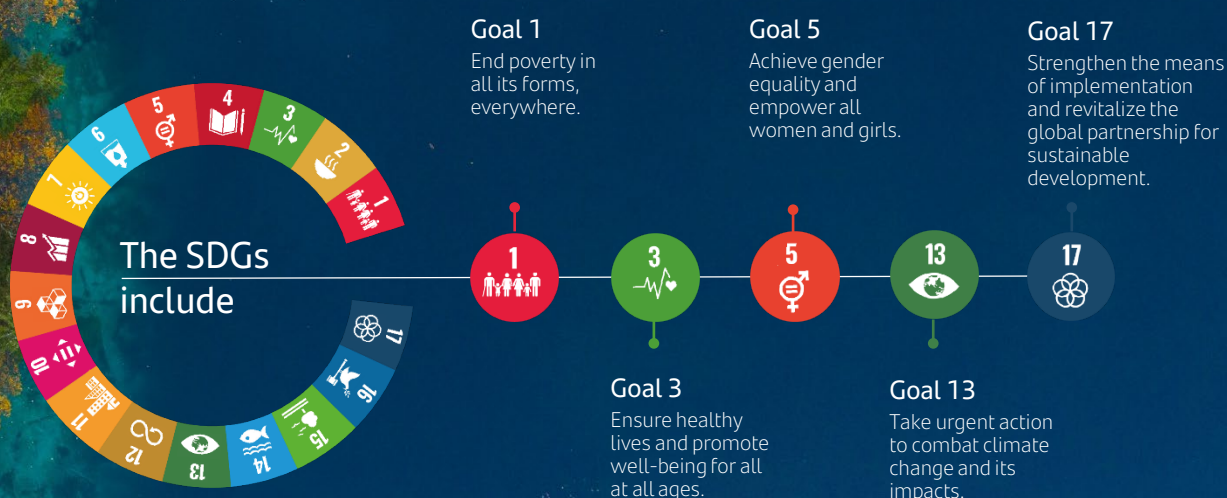 Goal 1
End poverty in
all its forms,
everywhere.
Goal 5
Achieve gender
equality and
empower all
women and girls.
Goal 17
Strengthen the means
of implementation
and revitalize the
global partnership for
sustainable
development.
The SDGs
include
1
2
3
4
5
6
7
8
9
10
11
12
13
14
15
16
17
1
3
5
13
17
Goal 3
Ensure healthy
lives and promote
well-being for all
at all ages.
Goal 13
Take urgent action
to combat climate
change and its
impacts.